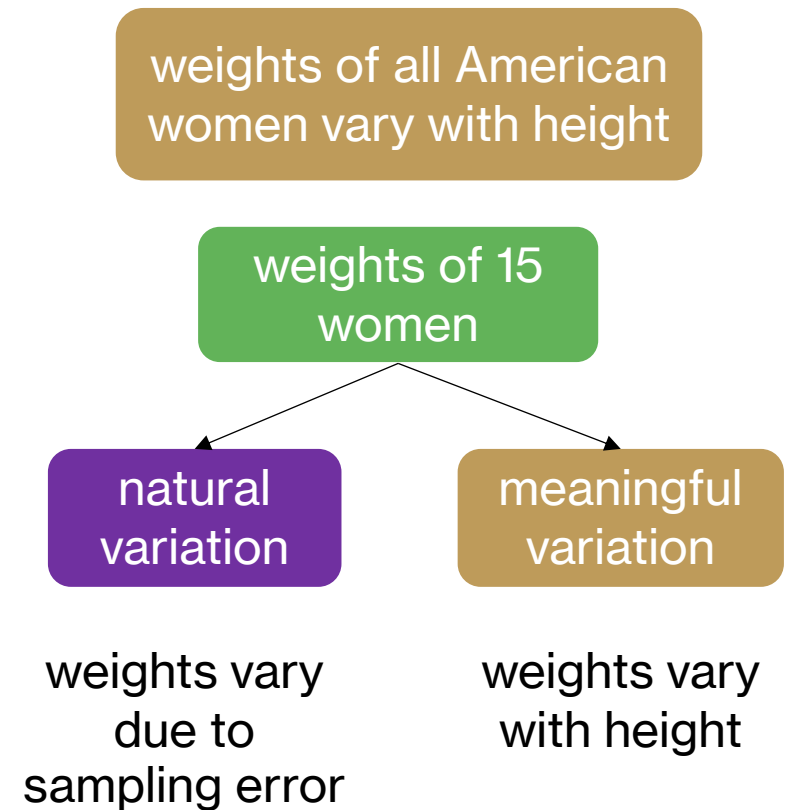 weights of all American
women vary with height
weights of 15
women
natural
variation
meaningful
variation
weights vary
due to
sampling error
weights vary
with height